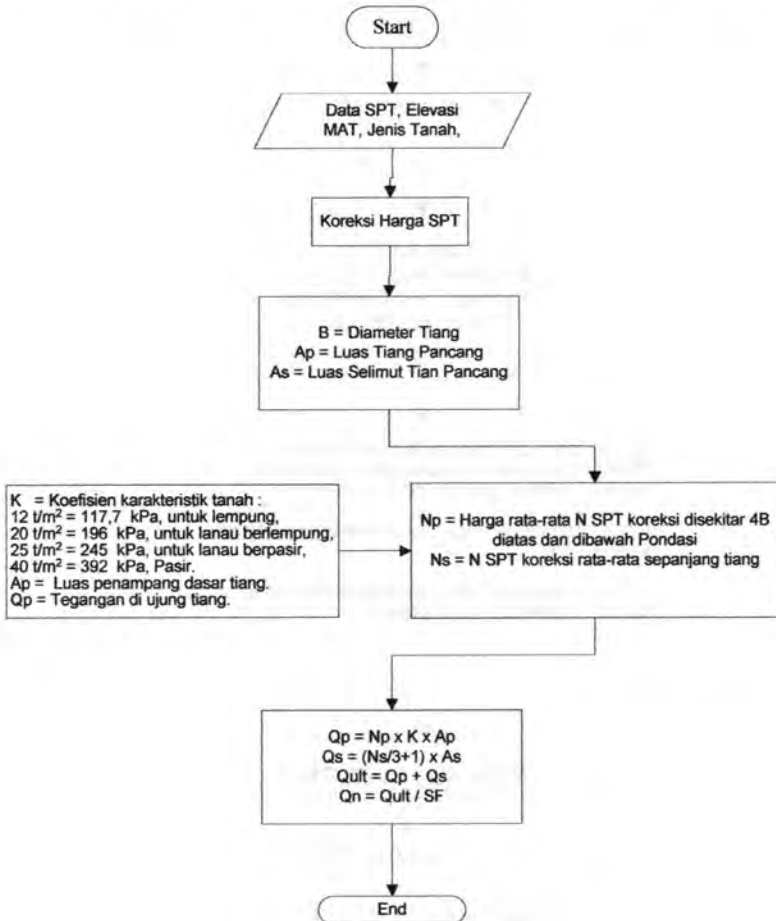 Start
Data SPT, Elevasi
MAT, Jenis Tanah,
Koreksi Harga SPT
B = Diameter Tiang
Ap = Luas Tiang Pancang
As = Luas Selimut Tian Pancang
K = Koefisien karakteristik tanah :
12 t/m² = 117,7 kPa, untuk lempung,
20 t/m² = 196 kPa, untuk lanau berlempung,
25 t/m² = 245 kPa, untuk lanau berpasir,
40 t/m² = 392 kPa, Pasir.
Ap = Luas penampang dasar tiang.
Qp = Tegangan di ujung tiang.
Np = Harga rata-rata N SPT koreksi disekitar 4B
diatas dan dibawah Pondasi
Ns = N SPT koreksi rata-rata sepanjang tiang
Qp = Np x K x Ap
Qs = (Ns/3+1) x As
Qult = Qp + Qs
Qn = Qult / SF
End